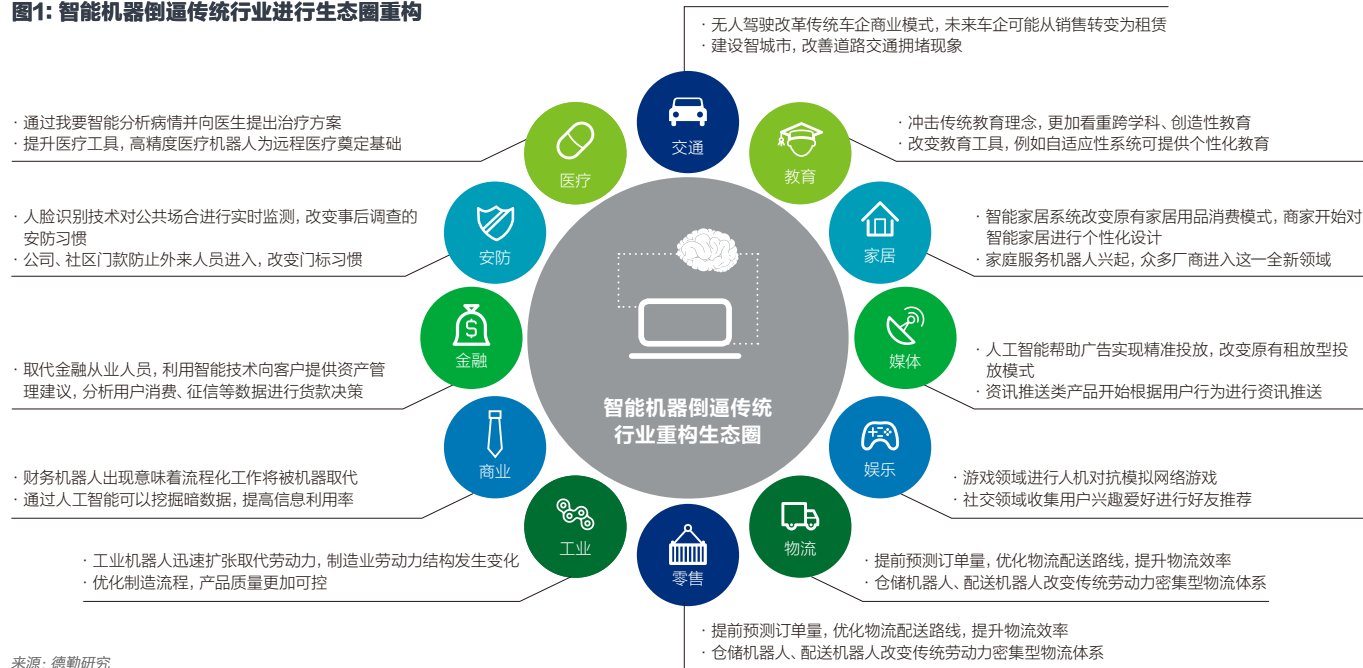 图1: 智能机器倒逼传统行业进行生态圈重构
· 无人驾驶改革传统车企商业模式, 未来车企可能从销售转变为租赁
· 建设智城市, 改善道路交通拥堵现象
交通
· 冲击传统教育理念, 更加看重跨学科、创造性教育
· 改变教育工具, 例如自适应性系统可提供个性化教育
教育
· 智能家居系统改变原有家居用品消费模式, 商家开始对
智能家居进行个性化设计
· 家庭服务机器人兴起, 众多厂商进入这一全新领域
家居
· 人工智能帮助广告实现精准投放, 改变原有租放型投
放模式
· 资讯推送类产品开始根据用户行为进行资讯推送
媒体
· 游戏领域进行人机对抗模拟网络游戏
· 社交领域收集用户兴趣爱好进行好友推荐
娱乐
· 提前预测订单量, 优化物流配送路线, 提升物流效率
· 仓储机器人、配送机器人改变传统劳动力密集型物流体系
物流
· 提前预测订单量, 优化物流配送路线, 提升物流效率
· 仓储机器人、配送机器人改变传统劳动力密集型物流体系
零售
· 工业机器人迅速扩张取代劳动力, 制造业劳动力结构发生变化
· 优化制造流程, 产品质量更加可控
工业
· 财务机器人出现意味着流程化工作将被机器取代
· 通过人工智能可以挖掘暗数据, 提高信息利用率
商业
· 取代金融从业人员, 利用智能技术向客户提供资产管
理建议, 分析用户消费、征信等数据进行货款决策
$
金融
· 人脸识别技术对公共场合进行实时监测, 改变事后调查的
安防习惯
· 公司、社区门款防止外来人员进入, 改变门标习惯
安防
· 通过我要智能分析病情并向医生提出治疗方案
· 提升医疗工具, 高精度医疗机器人为远程医疗奠定基础
医疗
智能机器倒逼传统
行业重构生态圈
来源: 德勤研究